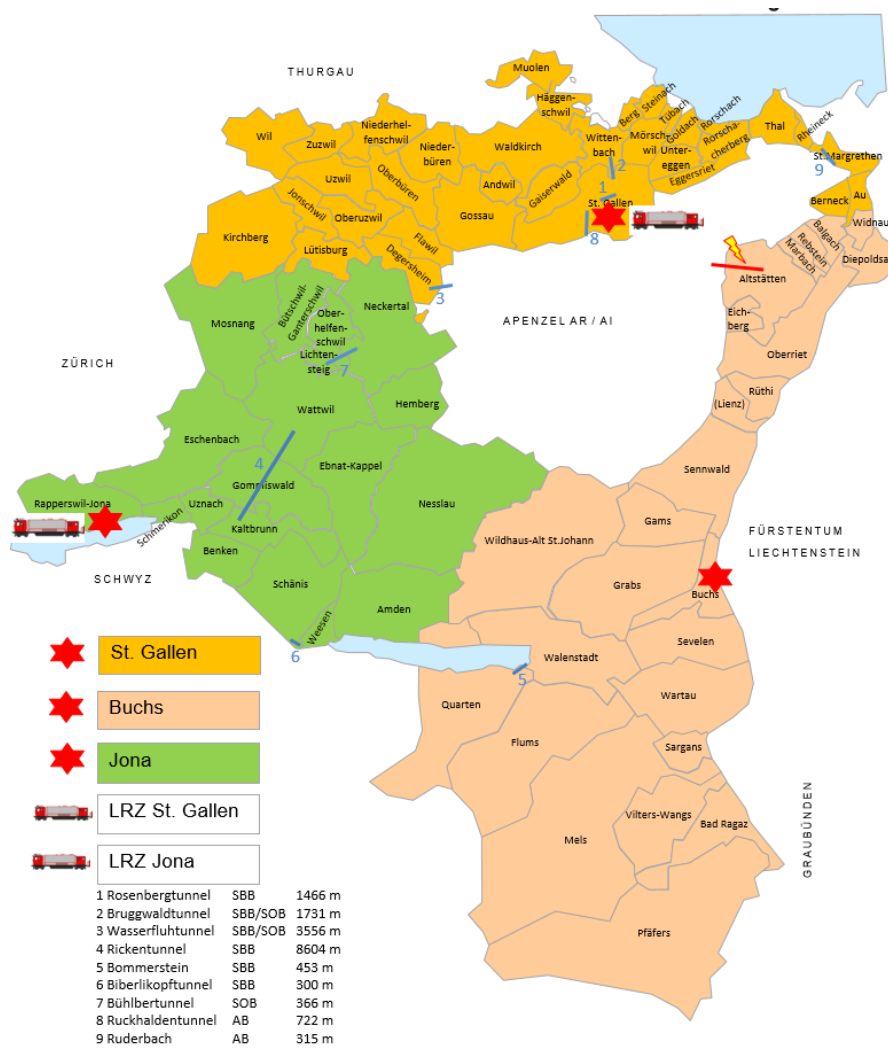 THURGAU
Muolen
Häggen-
schwil
Wil
Zuzwil
Niederhel-
fenschwil
Nieder-
büren
Waldkirch
Witten-
bach
Berg
Steinach
Tübach
Mörsch-
wil
Goldach
Rorschach
Rorscha-
cherberg
Unter-
eggen
Eggersriet
Thal
Rheineck
St.Margrethen
9
Uzwil
Oberbüren
Andwil
Gaiserwald
Gossau
2
1
St. Gallen
8
Berneck
Au
Widnau
Balgach
Rebstein
Marbach
Diepoldsa
Jonschwil
Oberuzwil
Kirchberg
Lütisburg
Flawil
Degersheim
3
Altstätten
Eich-
berg
Oberriet
Rüthi
(Lienz)
APENZEL AR / AI
Mosnang
Bütschwil-
Ganterschwil
Ober-
helfen-
schwil
Neckertal
Lichten-
steig
7
ZÜRICH
Wattwil
Hemberg
Eschenbach
4
Ebnat-Kappel
Gommiswald
Nesslau
Rapperswil-Jona
Schmerikon
Uznach
Kaltbrunn
Benken
SCHWYZ
Schänis
Weesen
Amden
6
Sennwald
Gams
Wildhaus-Alt St.Johann
Grabs
Buchs
FÜRSTENTUM
LIECHTENSTEIN
Sevelen
Walenstadt
5
Wartau
Quarten
Flums
Sargans
Mels
Vilters-Wangs
Bad Ragaz
Pfäfers
GRAUBÜNDEN
St. Gallen
Buchs
Jona
LRZ St. Gallen
LRZ Jona
1 Rosenbergtunnel SBB 1466 m
2 Bruggwaldtunnel SBB/SOB 1731 m
3 Wasserfluhtunnel SBB/SOB 3556 m
4 Rickentunnel SBB 8604 m
5 Bommerstein SBB 453 m
6 Biberlikopftunnel SBB 300 m
7 Bühlbertunnel SOB 366 m
8 Ruckhaldentunnel AB 722 m
9 Ruderbach AB 315 m